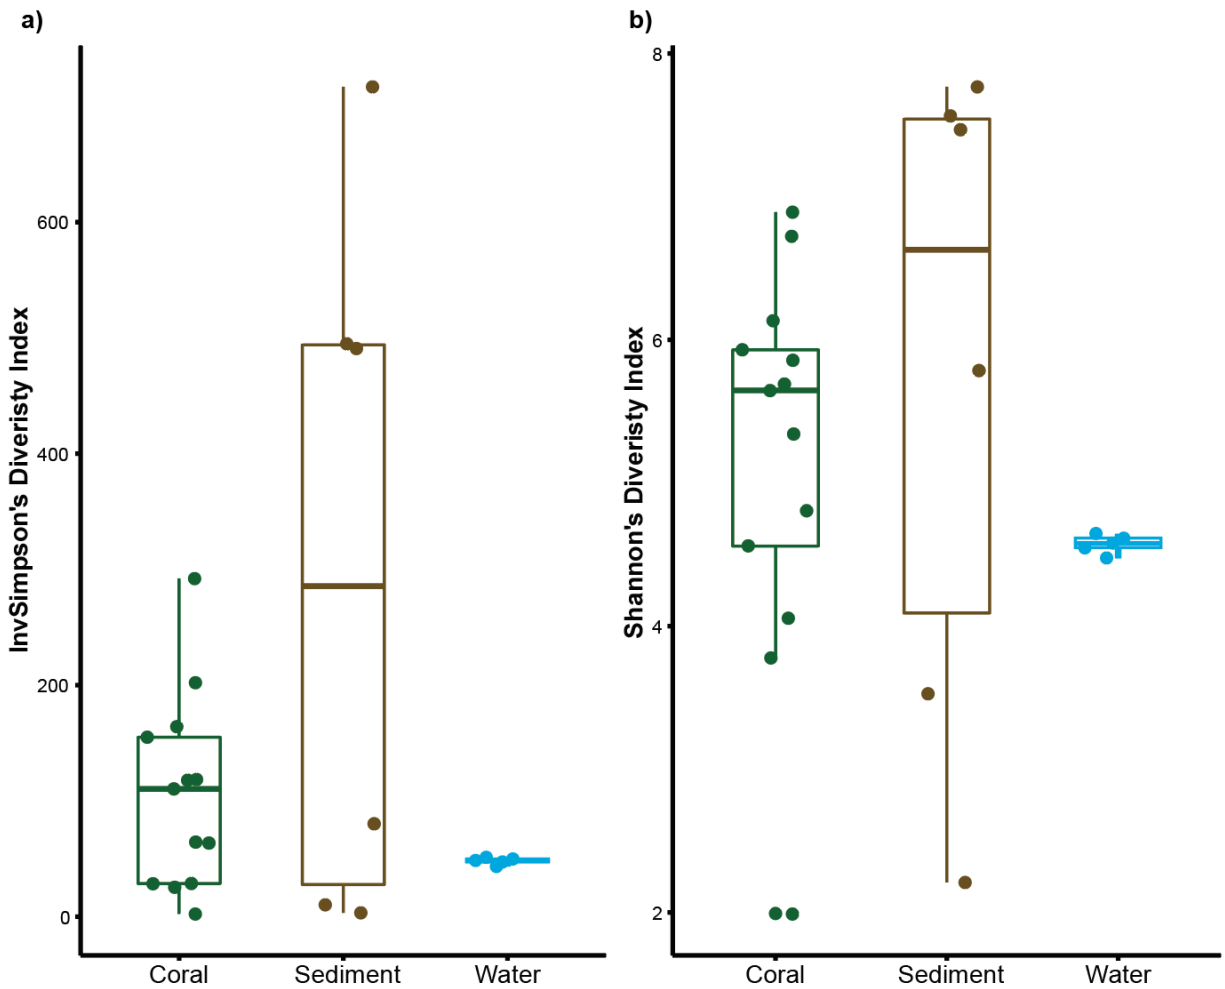 a)
InvSimpson's Diveristy Index
600
400
200
0
Coral Sediment Water
b)
Shannon's Diveristy Index
8
6
4
2
Coral Sediment Water